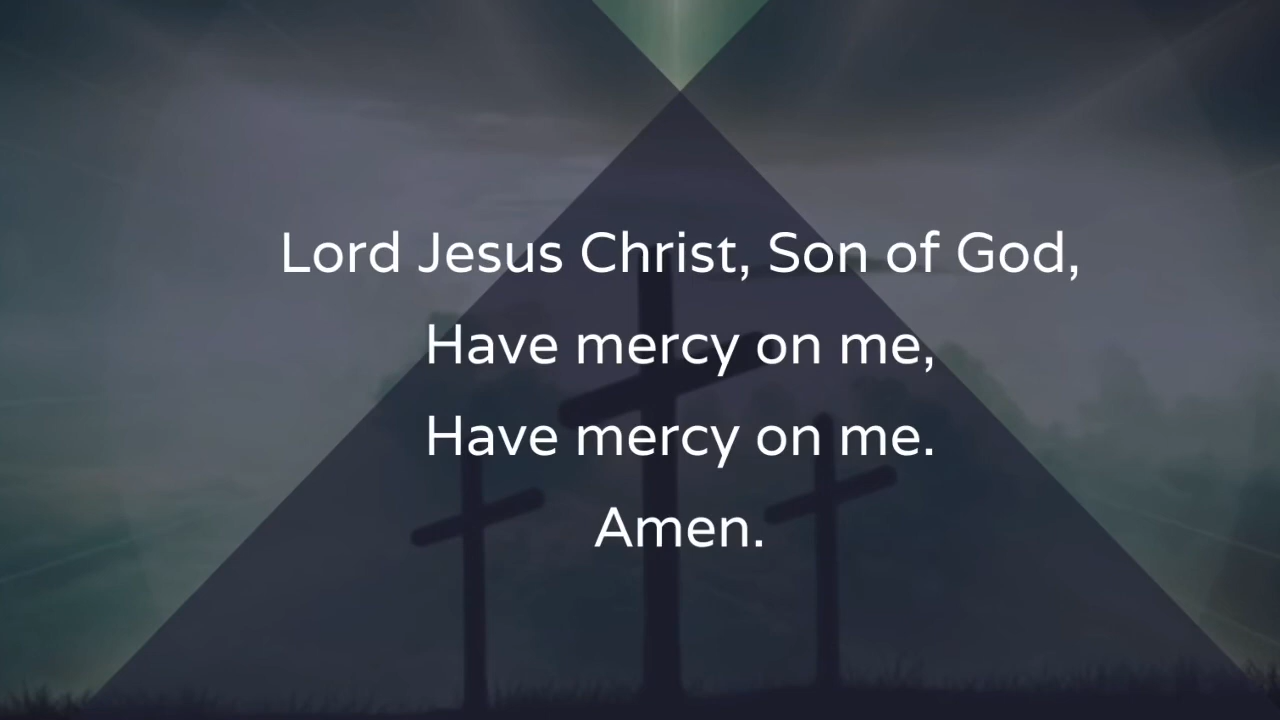 Lord Jesus Christ, Son of God,
Have mercy on me,
Have mercy on me.
Amen.